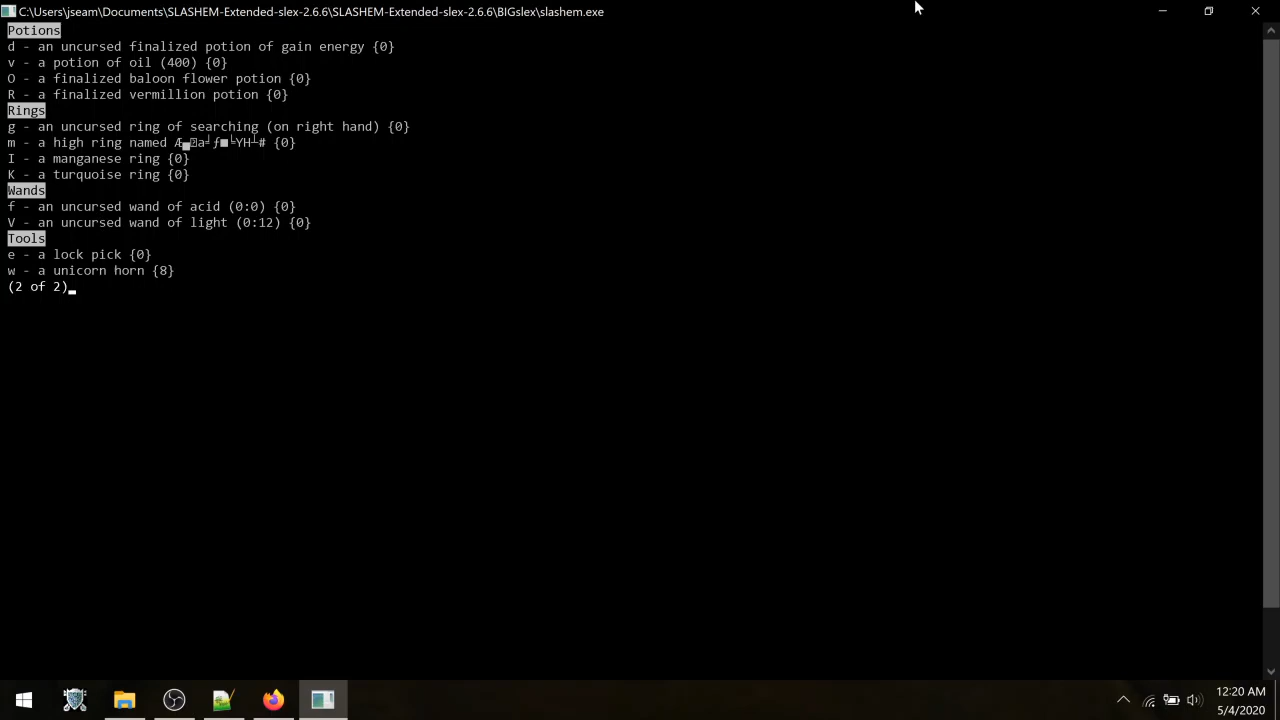 C:\Users\jseam\Documents\SLASHEM-Extended-slex-2.6.6\SLASHEM-Extended-slex-2.6.6\BIGslex\slashem.exe
Potions
d - an uncursed finalized potion of gain energy {0}
v - a potion of oil (400) {0}
O - a finalized baloon flower potion {0}
R - a finalized vermillion potion {0}
Rings
g - an uncursed ring of searching (on right hand) {0}
m - a high ring named {0}
I - a manganese ring {0}
K - a turquoise ring {0}
Wands
f - an uncursed wand of acid (0:0) {0}
V - an uncursed wand of light (0:12) {0}
Tools
e - a lock pick {0}
w - a unicorn horn {8}
(2 of 2)
12:20 AM
5/4/2020